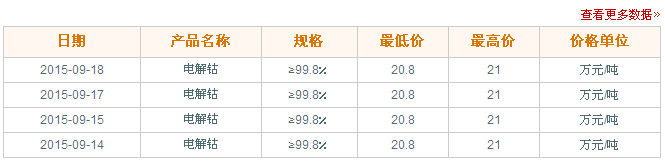 查看更多数据»
日期 产品名称 规格 最低价 最高价 价格单位
2015-09-18 电解钴 ≥99.8% 20.8 21 万元/吨
2015-09-17 电解钴 ≥99.8% 20.8 21 万元/吨
2015-09-15 电解钴 ≥99.8% 20.8 21 万元/吨
2015-09-14 电解钴 ≥99.8% 20.8 21 万元/吨